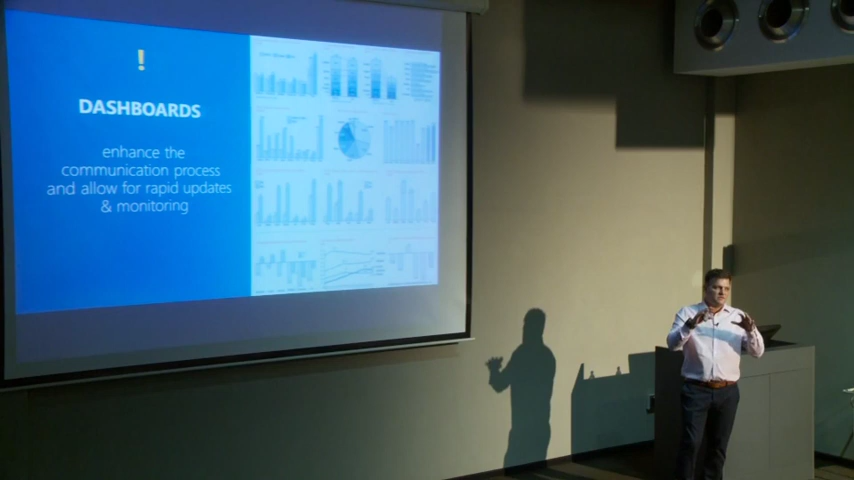 !
DASHBOARDS
enhance the
communication process
and allow for rapid updates
& monitoring